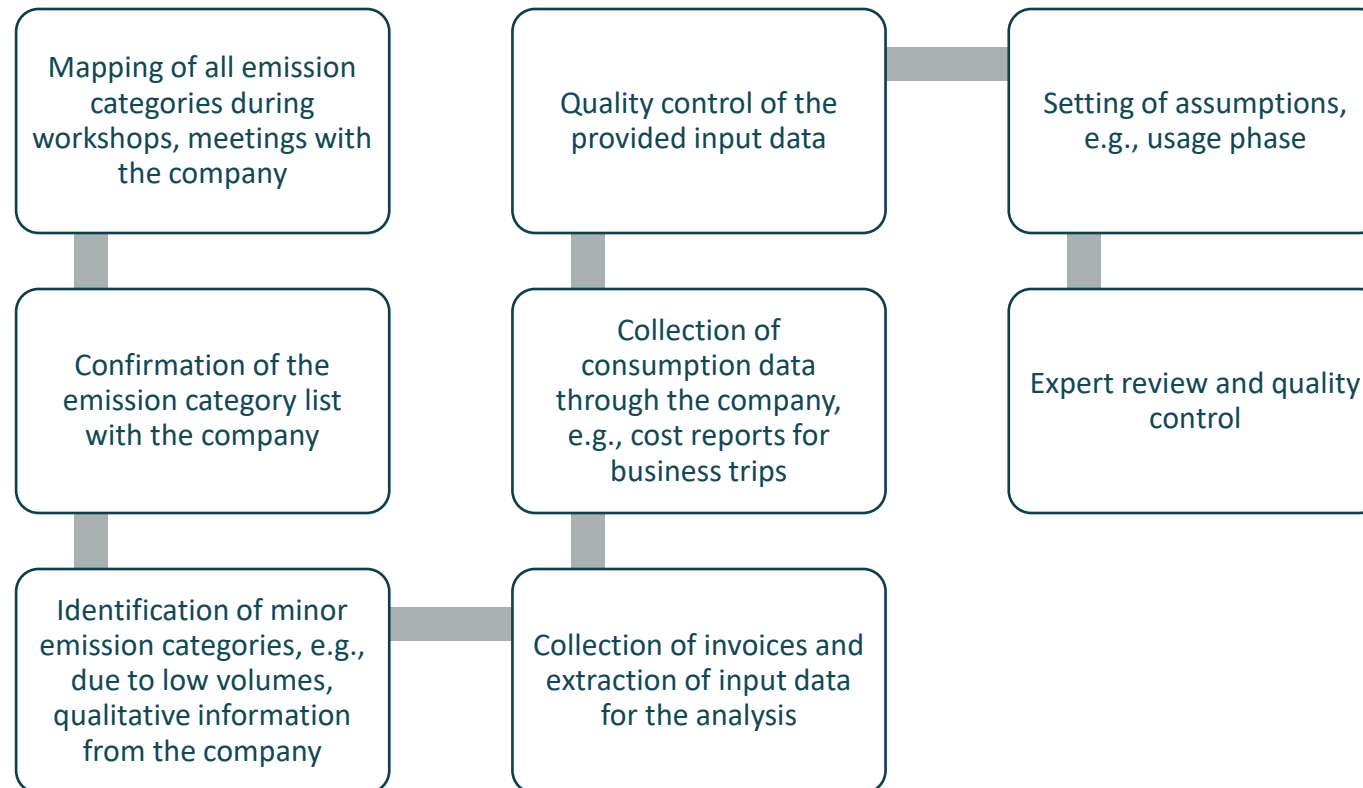 Mapping of all emission
categories during
workshops, meetings with
the company
Confirmation of the
emission category list
with the company
Identification of minor
emission categories, e.g.,
due to low volumes,
qualitative information
from the company
Collection of invoices and
extraction of input data
for the analysis
Collection of
consumption data
through the company,
e.g., cost reports for
business trips
Quality control of the
provided input data
Setting of assumptions,
e.g., usage phase
Expert review and quality
control